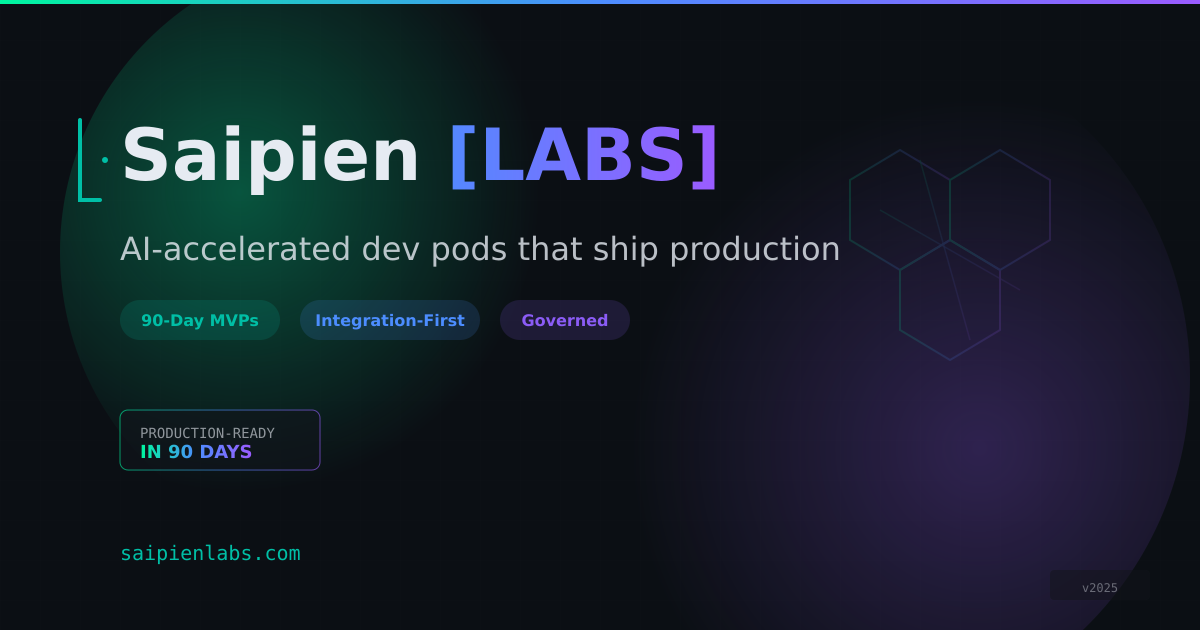 Saipien [LABS]
AI-accelerated dev pods that ship production
90-Day MVPs Integration-First Governed
PRODUCTION-READY
IN 90 DAYS
saipienlabs.com
v2025